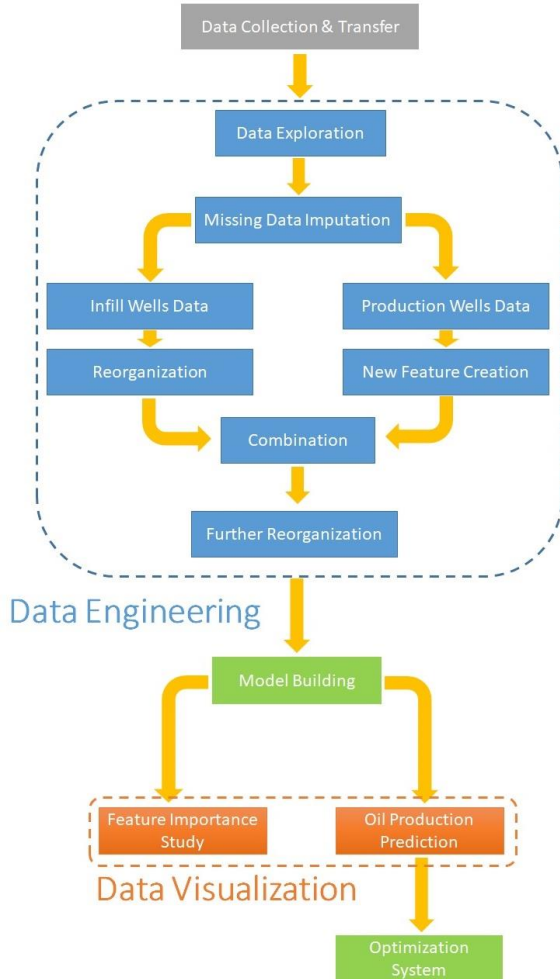 Data Collection & Transfer
Data Exploration
Missing Data Imputation
Infill Wells Data
Production Wells Data
Reorganization
New Feature Creation
Combination
Further Reorganization
Data Engineering
Model Building
Feature Importance
Study
Oil Production
Prediction
Data Visualization
Optimization
System